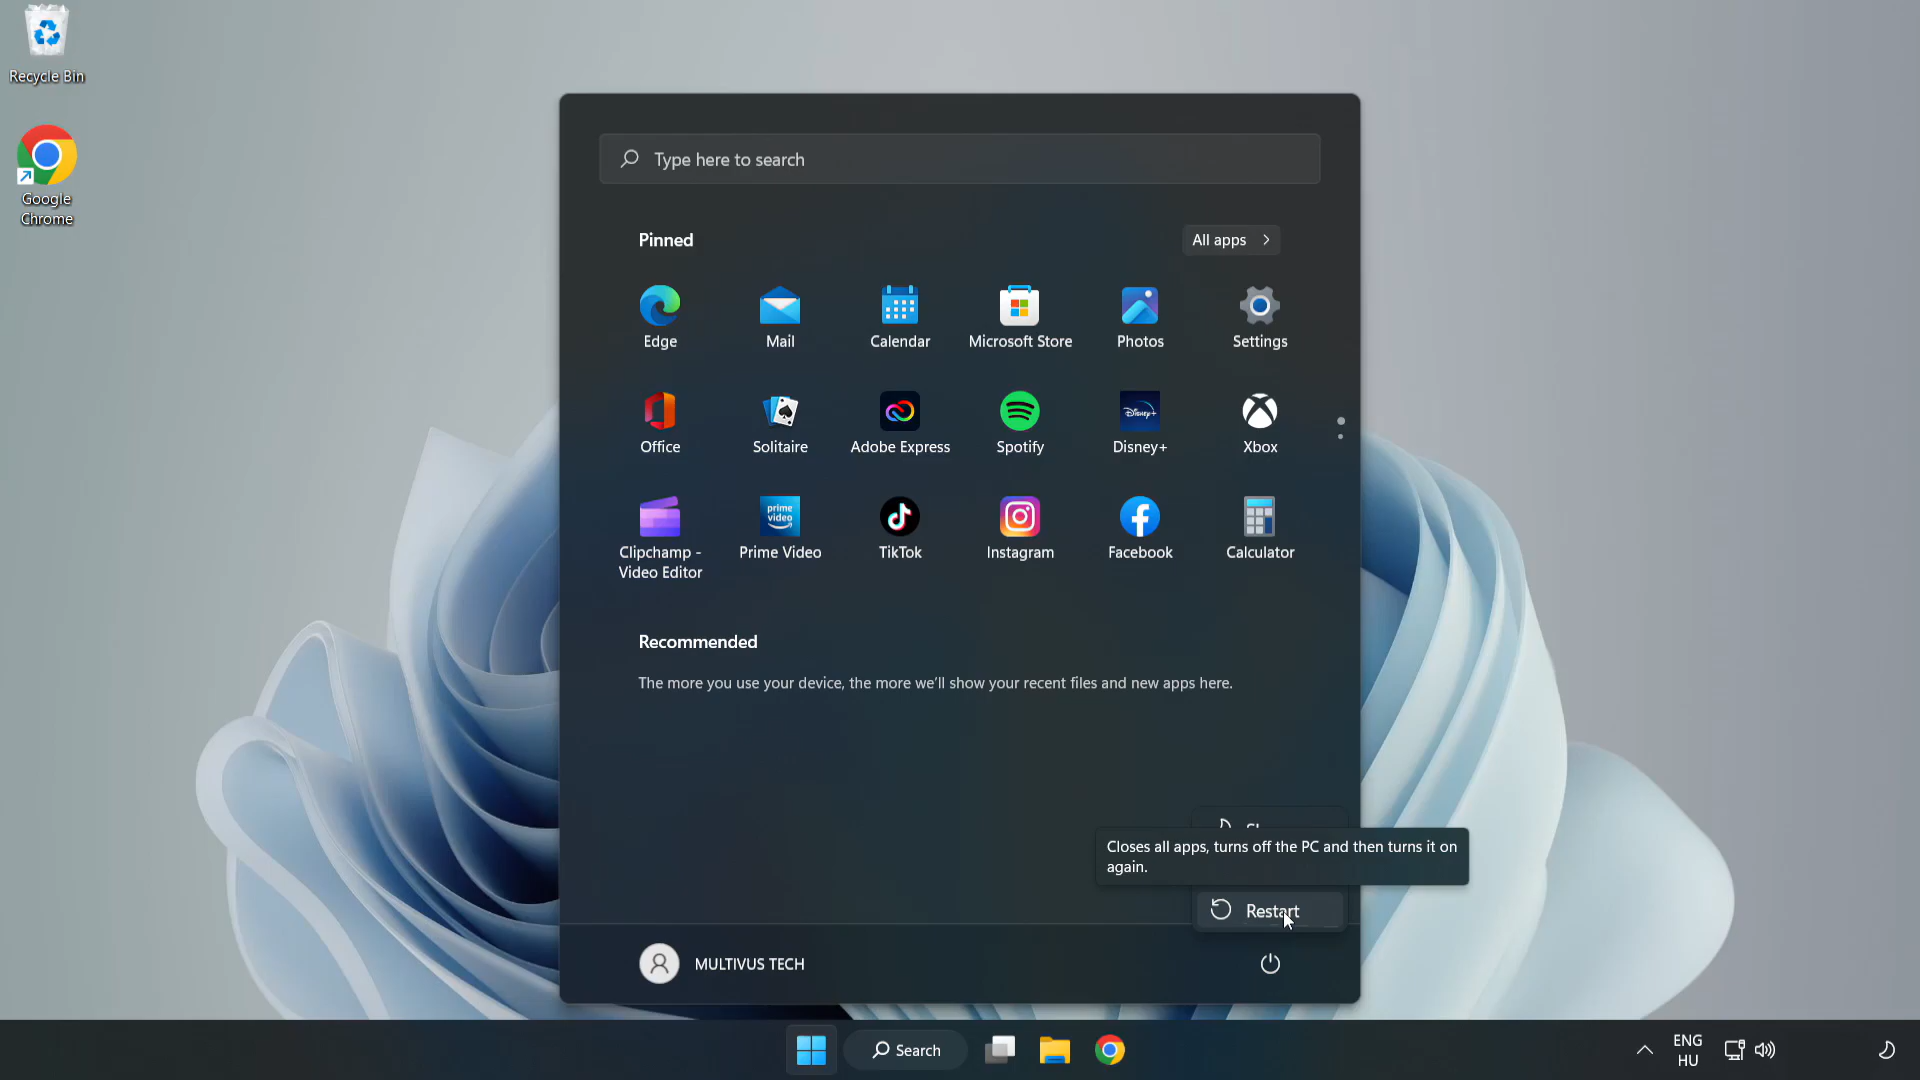 Recycle Bin
Google
Chrome
Type here to search
Pinned
All apps
Edge
Mail
Calendar
Microsoft Store
Photos
Settings
Office
Solitaire
Adobe Express
Spotify
Disney+
Disney+
Xbox
prime
video
Clipchamp -
Video Editor
Prime Video
TikTok
Instagram
Facebook
Calculator
Recommended
The more you use your device, the more we'll show your recent files and new apps here.
Closes all apps, turns off the PC and then turns it on
again.
Restart
MULTIVUS TECH
Search
ENG
HU